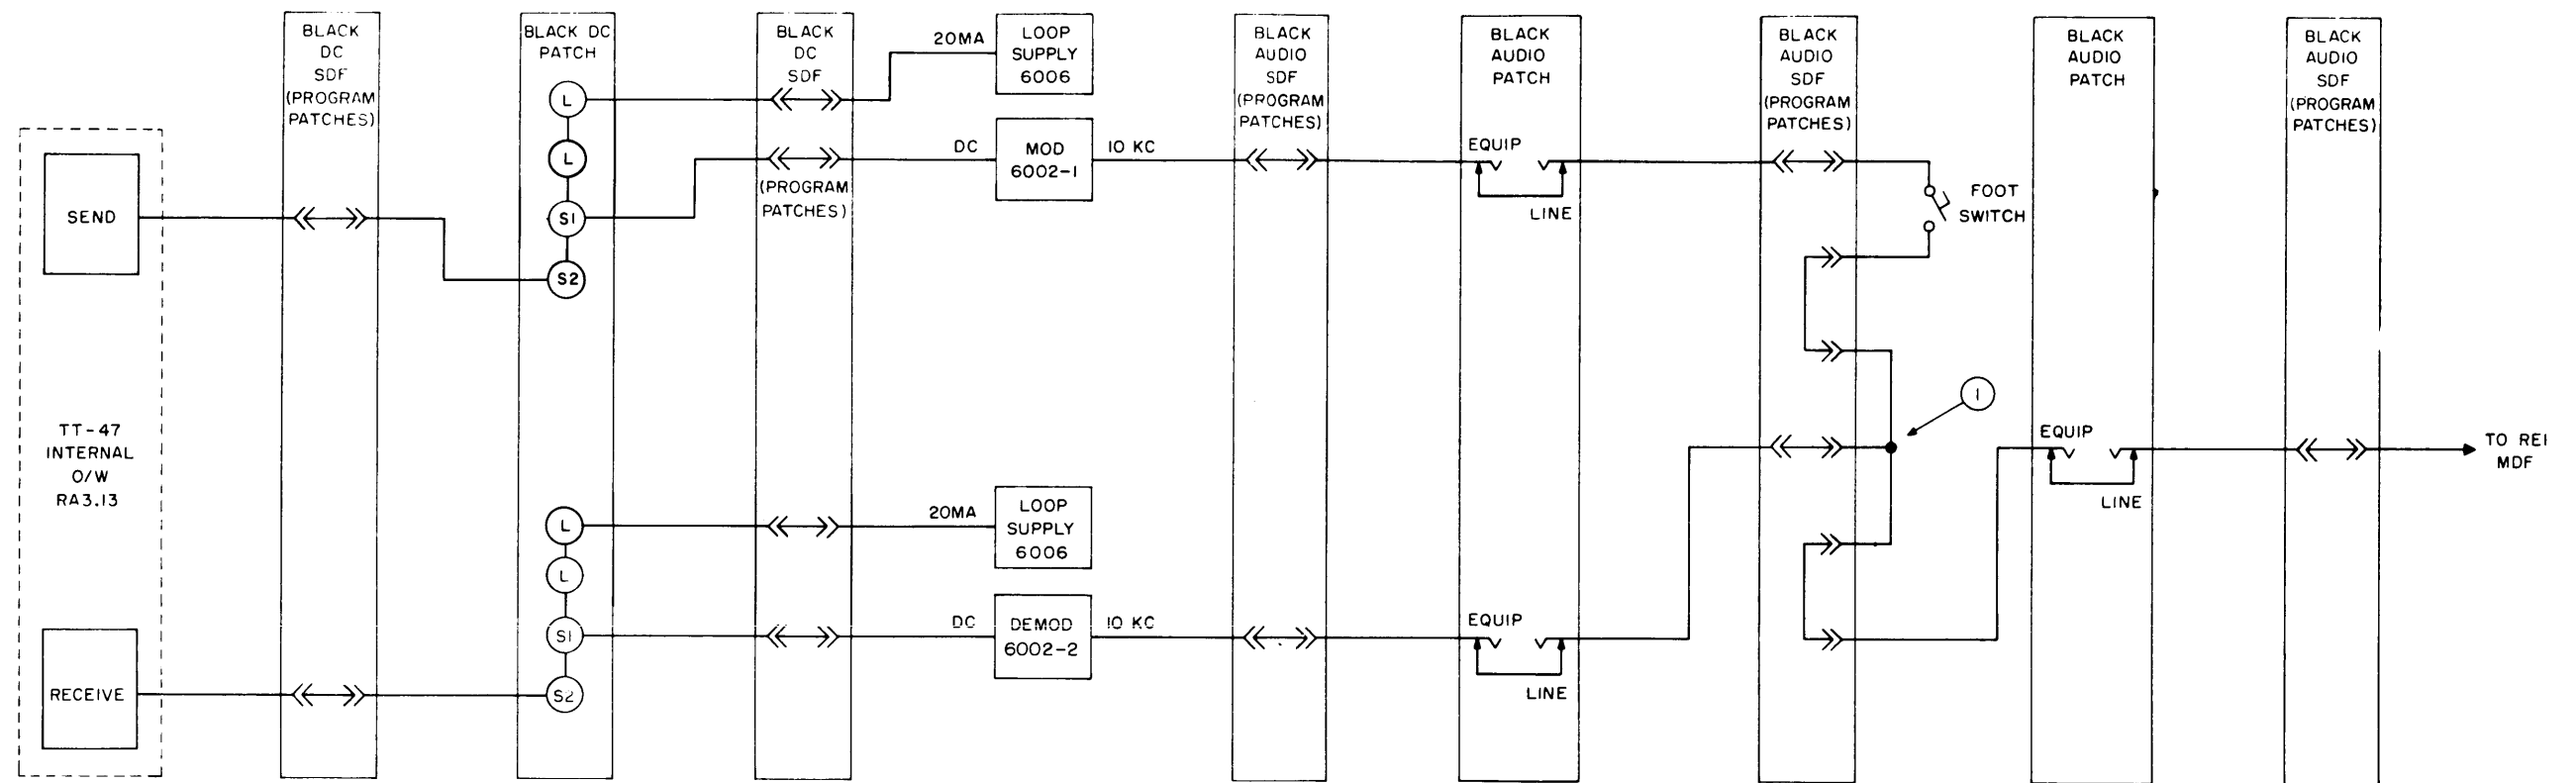 BLACK
DC
SDF
(PROGRAM
PATCHES)
BLACK DC
PATCH
L
L
S1
S2
L
L
S1
S2
BLACK
DC
SDF
(PROGRAM
PATCHES)
20MA
LOOP
SUPPLY
6006
DC
MOD
6002-1
10 KC
20MA
LOOP
SUPPLY
6006
DC
DEMOD
6002-2
10 KC
BLACK
AUDIO
SDF
(PROGRAM
PATCHES)
BLACK
AUDIO
PATCH
EQUIP
LINE
EQUIP
LINE
BLACK
AUDIO
SDF
(PROGRAM
PATCHES)
FOOT
SWITCH
1
BLACK
AUDIO
PATCH
EQUIP
LINE
BLACK
AUDIO
SDF
(PROGRAM
PATCHES)
TO REI
MDF
SEND
TT-47
INTERNAL
O/W
RA3.13
RECEIVE